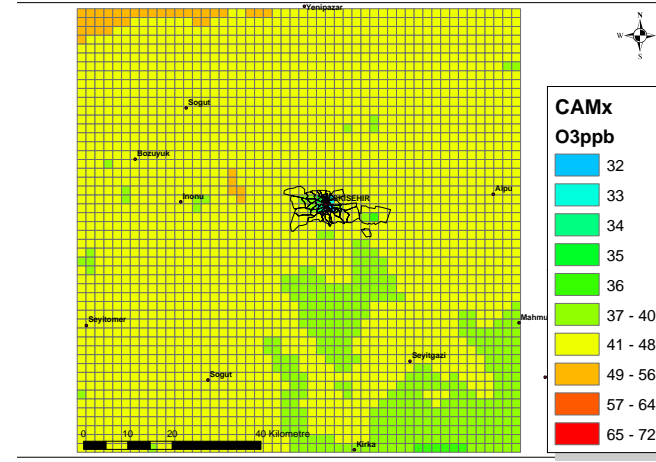 Yenipazar
N
W
S
Sogut
Bozuyuk
Inonu
Alpu
Seyitomer
Mahmu
Seyitgazi
Sogut
0 10 20 40 Kilometre
Kirka
CAMx
O3ppb
32
33
34
35
36
37 - 40
41 - 48
49 - 56
57 - 64
65 - 72